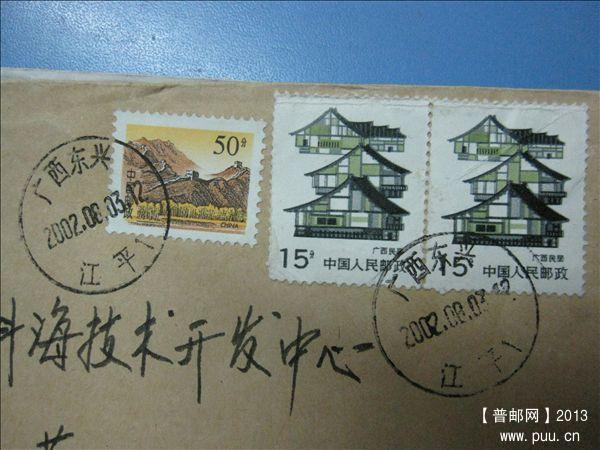 50分
中国邮政
CHINA
15分
广西民居
中国人民邮政
15分
广西民居
中国人民邮政
广西东兴
2002.08.03.12
江平1
广西东兴
2002.08.03.12
江平1
科海技术开发中心
【普邮网】2013
www.puu.cn